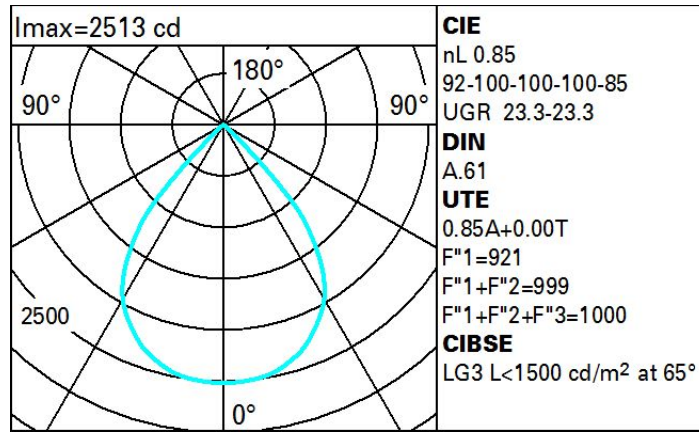 Imax=2513 cd
180°
90°
90°
2500
0°
CIE
nL 0.85
92-100-100-100-85
UGR 23.3-23.3
DIN
A.61
UTE
0.85A+0.00T
F"1=921
F"1+F"2=999
F"1+F"2+F"3=1000
CIBSE
LG3 L<1500 cd/m² at 65°